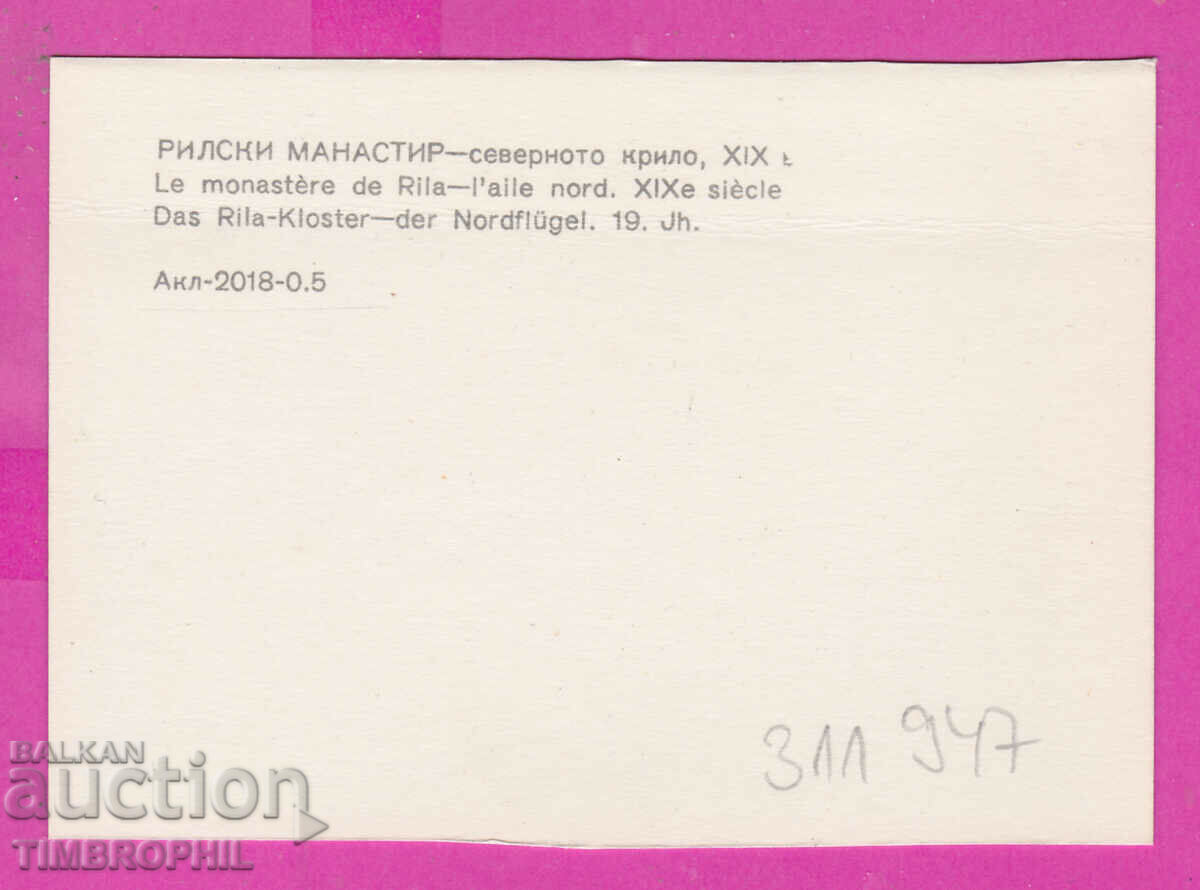 РИЛСКИ МАНАСТИР—северното крило, XIX
Le monastère de Rila—l'aile nord. XIXe siècle
Das Rila-Kloster—der Nordflügel. 19. Jh.
Акл-2018-0.5
311 947
BALKAN
auction
TIMBROPHIL